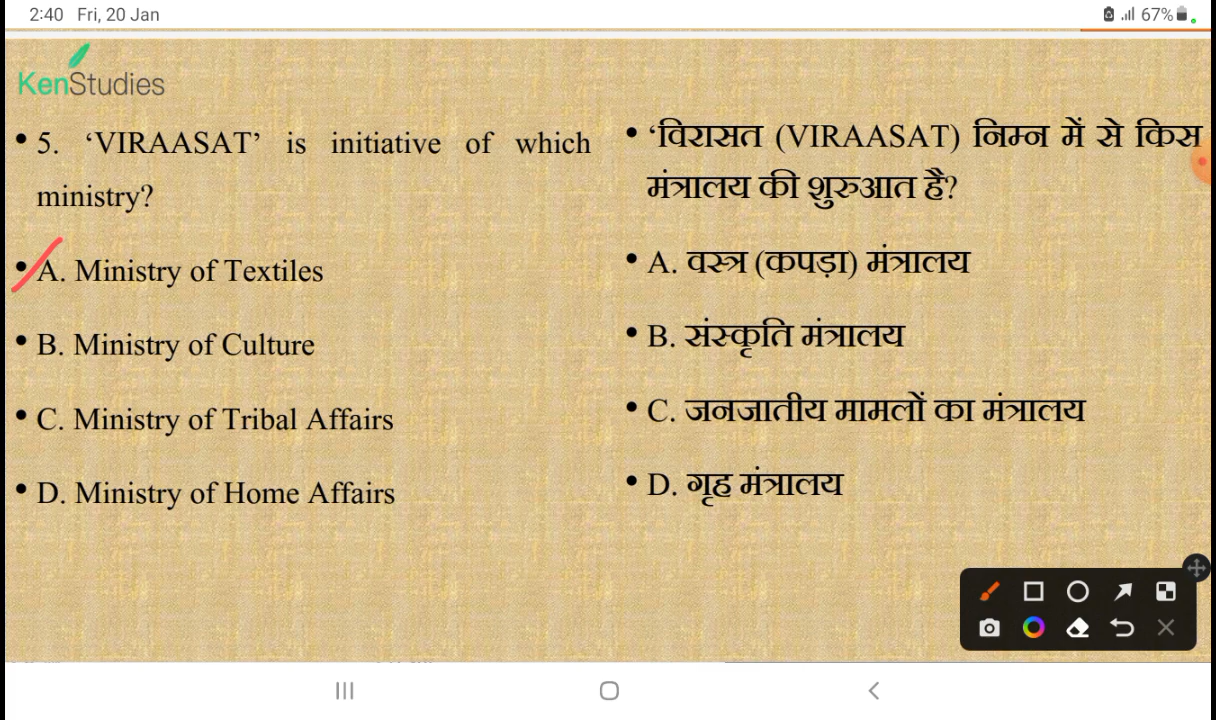 2:40 Fri, 20 Jan
67%
KenStudies
• 5. ‘VIRAASAT’ is initiative of which
ministry?
• A. Ministry of Textiles
• B. Ministry of Culture
• C. Ministry of Tribal Affairs
• D. Ministry of Home Affairs
• ‘विरासत (VIRAASAT) निम्न में से किस
मंत्रालय की शुरुआत है?
• A. वस्त्र (कपड़ा) मंत्रालय
• B. संस्कृति मंत्रालय
• C. जनजातीय मामलों का मंत्रालय
• D. गृह मंत्रालय